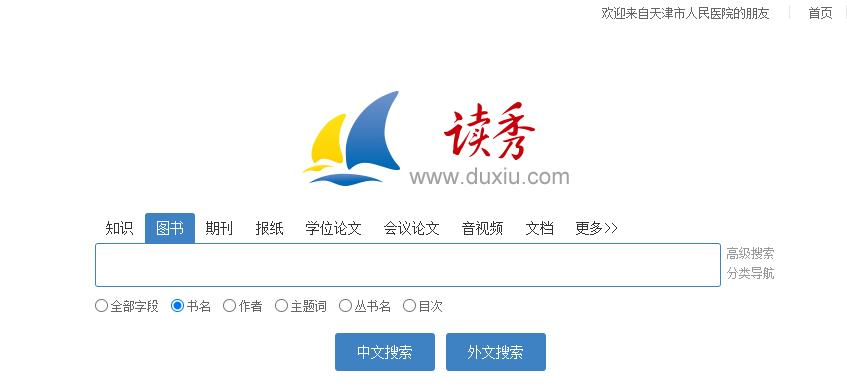 欢迎来自天津市人民医院的朋友 首页
读秀
www.duxiu.com
知识 图书 期刊 报纸 学位论文 会议论文 音视频 文档 更多>>
高级搜索
分类导航
全部字段 书名 作者 主题词 丛书名 目次
中文搜索 外文搜索